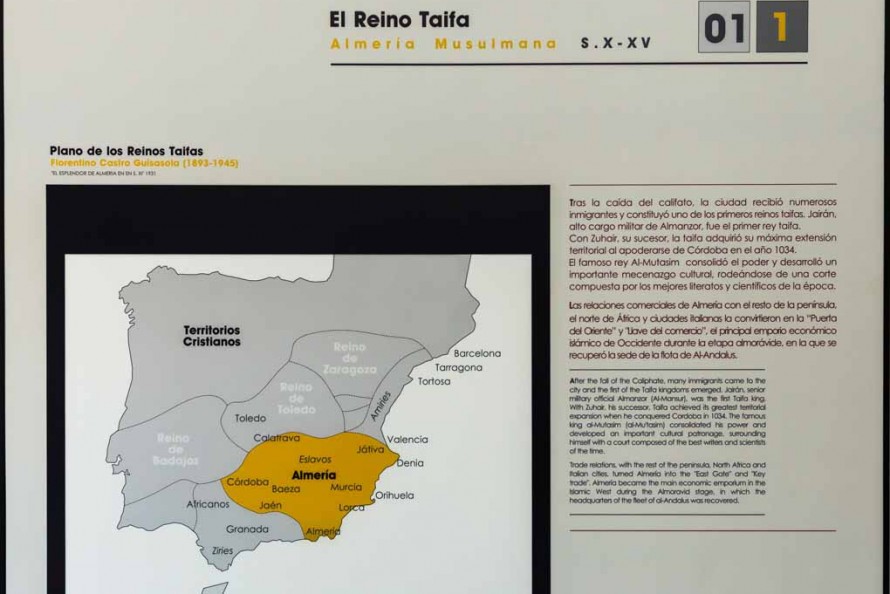 El Reino Taifa
Almería Musulmana S.X-XV
01 1
Plano de los Reinos Taifas
Florentino Castro Guisasola (1893-1945)
"EL ESPLENDOR DE ALMERIA EN EN S. XI" 1931
Tras la caída del califato, la ciudad recibió numerosos
inmigrantes y constituyó uno de los primeros reinos taifas. Jairán,
alto cargo militar de Almanzor, fue el primer rey taifa.
Con Zuhair, su sucesor, la taifa adquirió su máxima extensión
territorial al apoderarse de Córdoba en el año 1034.
El famoso rey Al-Mutasim consolidó el poder y desarrolló un
importante mecenazgo cultural, rodeándose de una corte
compuesta por los mejores literatos y científicos de la época.
Las relaciones comerciales de Almería con el resto de la península,
el norte de África y ciudades italianas la convirtieron en la "Puerta
del Oriente" y "Llave del comercio", el principal emporio económico
islámico de Occidente durante la etapa almorávide, en la que se
recuperó la sede de la flota de Al-Andalus.
After the fall of the Caliphate, many immigrants came to the
city and the first of the Taifa kingdoms emerged. Jairán, senior
military official Almanzor (Al-Mansur), was the first Taifa king.
With Zuhair, his successor, Taifa achieved its greatest territorial
expansion when he conquered Cordoba in 1034. The famous
king al-Mutasim (al-Mu'tasim) consolidated his power and
developed an important cultural patronage, surrounding
himself with a court composed of the best writers and scientists
of the time.
Trade relations, with the rest of the peninsula, North Africa and
Italian cities, turned Almería into the "East Gate" and "Key
trade". Almería became the main economic emporium in the
Islamic West during the Almoravid stage, in which the
headquarters of the fleet of al-Andalus was recovered.
Territorios
Cristianos
Reino
de
Zaragoza
Barcelona
Tarragona
Tortosa
Reino
de
Toledo
Amiries
Toledo
Reino
de
Badajos
Calatrava
Valencia
Játiva
Eslavos
Denia
Almería
Córdoba
Baeza
Murcia
Orihuela
Africanos
Jaén
Lorca
Granada
Almería
Zíries